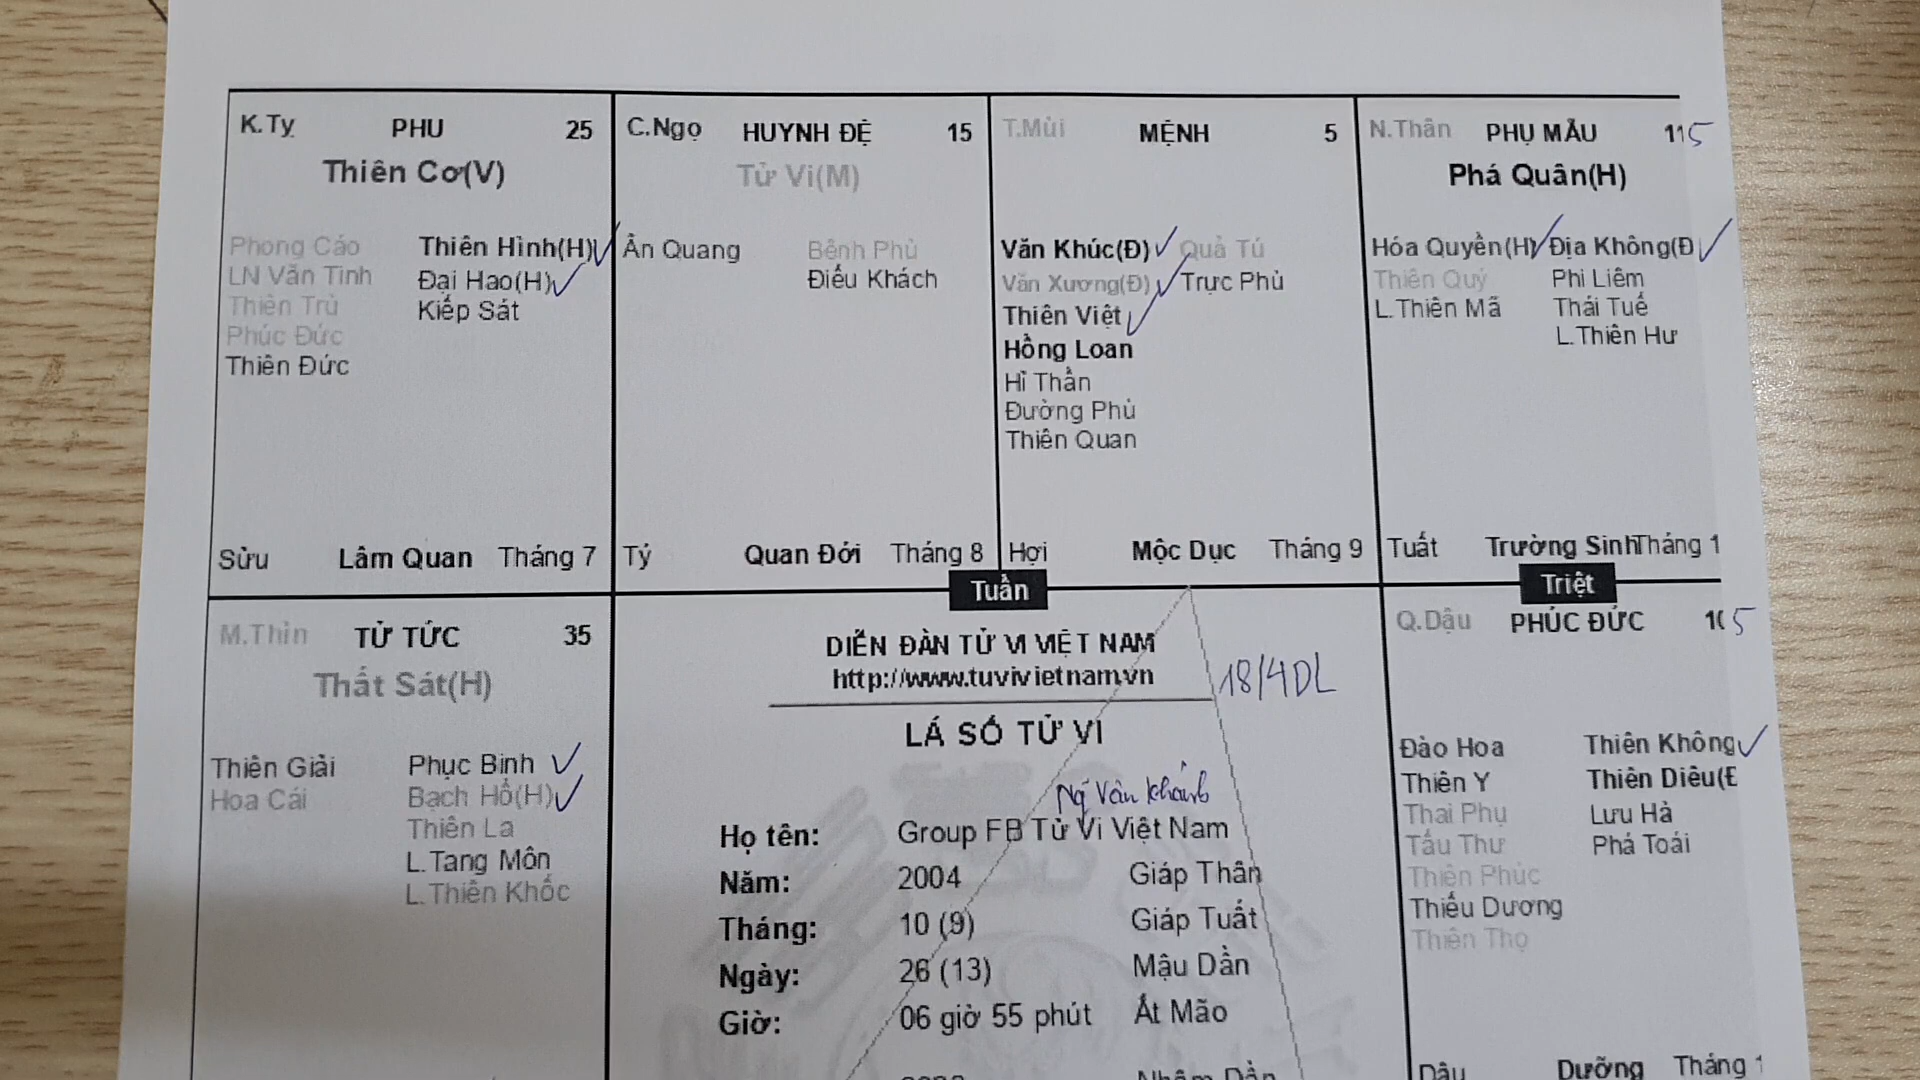 K.Tỵ PHU 25
Thiên Cơ(V)
Phong Cáo Thiên Hình(H)
LN Văn Tinh Đại Hao(H)
Thiên Trù Kiếp Sát
Phúc Đức
Thiên Đức
Sửu Lâm Quan Tháng 7
C.Ngọ HUYNH ĐỆ 15
Tử Vi(M)
Ân Quang Bệnh Phù
Điếu Khách
Tý Quan Đới Tháng 8
T.Mùi MỆNH 5
Văn Khúc(Đ) Quả Tú
Văn Xương(Đ) Trực Phù
Thiên Việt
Hồng Loan
Hỉ Thần
Đường Phù
Thiên Quan
Hợi Mộc Dục Tháng 9
N.Thân PHỤ MẪU 115
Phá Quân(H)
Hóa Quyền(H) Địa Không(Đ
Thiên Quý Phi Liêm
L.Thiên Mã Thái Tuế
L.Thiên Hư
Tuất Trường Sinh Tháng 1
Tuần
Triệt
M.Thìn TỬ TỨC 35
Thất Sát(H)
Thiên Giải Phục Binh
Hoa Cái Bạch Hổ(H)
Thiên La
L.Tang Môn
L.Thiên Khốc
DIỄN ĐÀN TỬ VI VIỆT NAM
http://www.tuvivietnam.vn
18/4DL
LÁ SỐ TỬ VI
Họ tên: Group FB Tử Vi Việt Nam
Năm: 2004 Giáp Thân
Tháng: 10 (9) Giáp Tuất
Ngày: 26 (13) Mậu Dần
Giờ: 06 giờ 55 phút Ất Mão
Nhâm Dần
Q.Dậu PHÚC ĐỨC 105
Đào Hoa Thiên Không
Thiên Y Thiên Diêu(Đ
Thai Phụ Lưu Hà
Tấu Thư Phá Toái
Thiên Phúc
Thiếu Dương
Thiên Thọ
Dậu Dưỡng Tháng 1